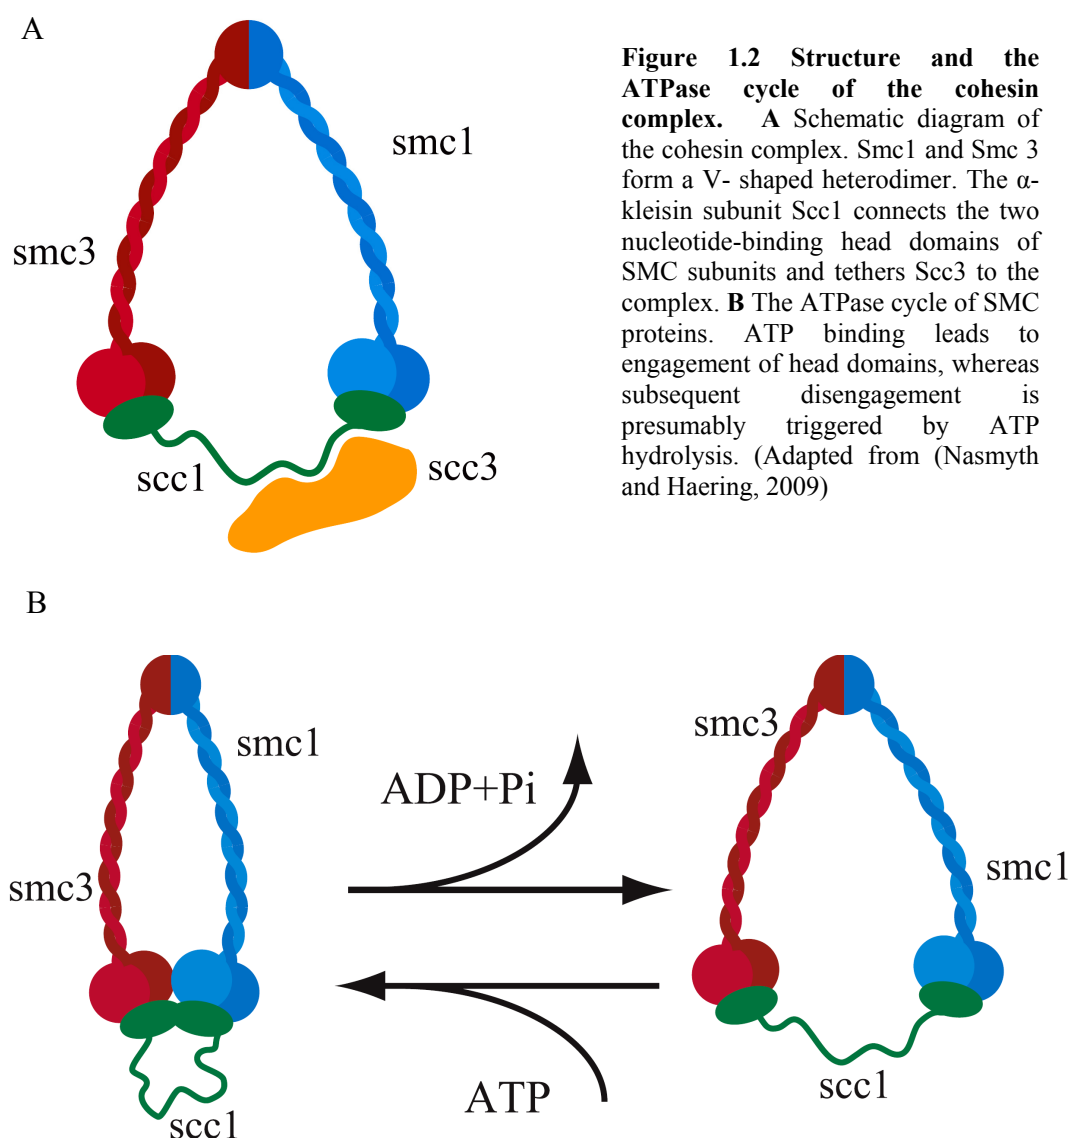 A
smc1
smc3
scc1
scc3
Figure 1.2 Structure and the
ATPase cycle of the cohesin
complex. A Schematic diagram of
the cohesin complex. Smc1 and Smc 3
form a V- shaped heterodimer. The α-
kleisin subunit Scc1 connects the two
nucleotide-binding head domains of
SMC subunits and tethers Scc3 to the
complex. B The ATPase cycle of SMC
proteins. ATP binding leads to
engagement of head domains, whereas
subsequent disengagement is
presumably triggered by ATP
hydrolysis. (Adapted from (Nasmyth
and Haering, 2009)
B
smc1
smc3
scc1
ADP+Pi
ATP
smc3
smc1
scc1